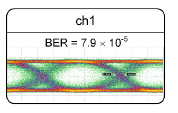 ch1
BER = 7.9 × 10⁻⁵